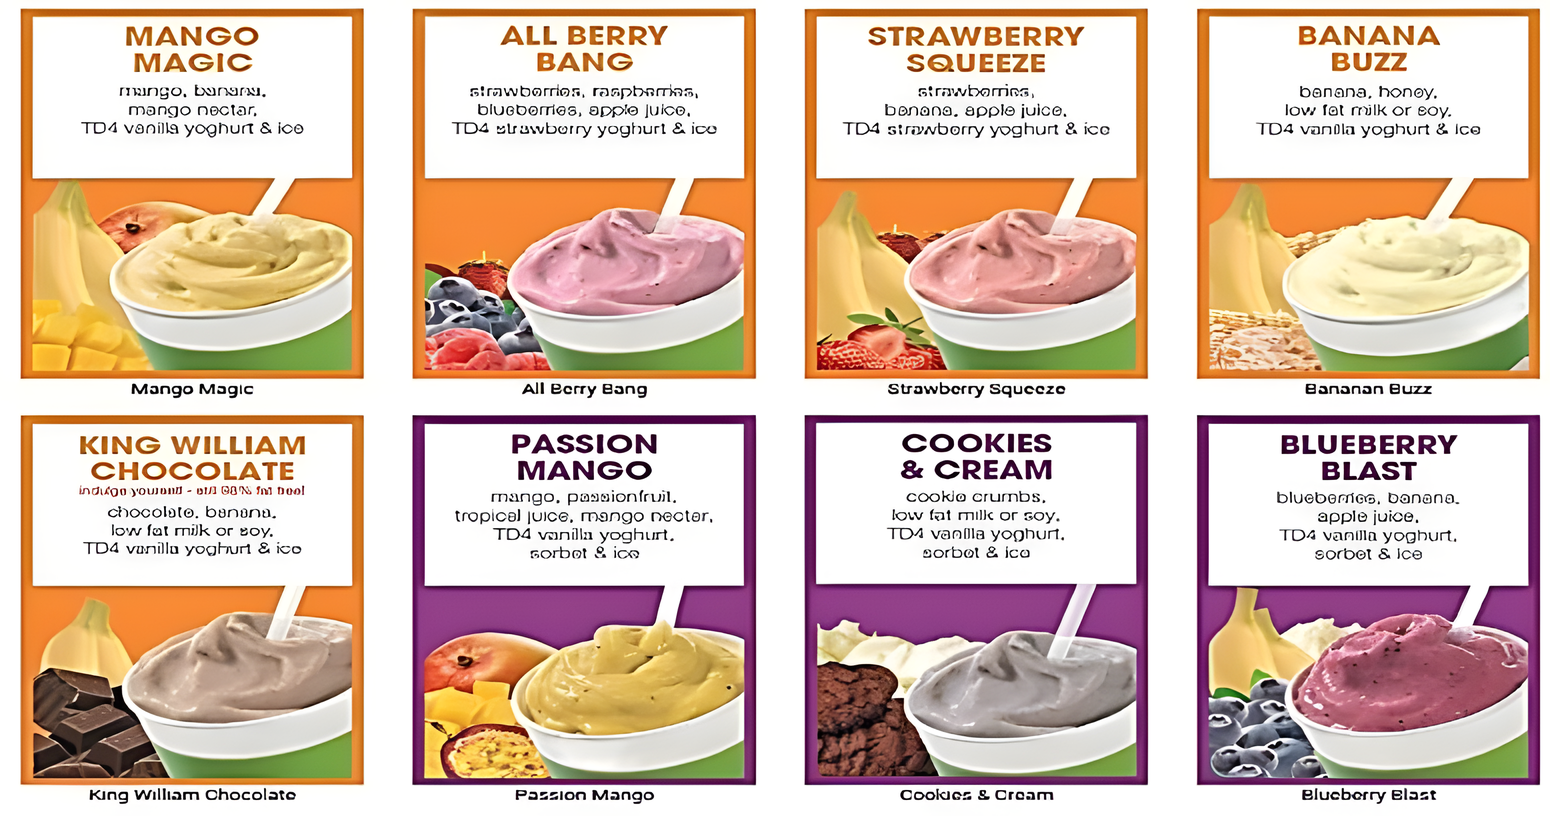 MANGO
MAGIC
mango, banana,
mango nectar,
TD4 vanilla yoghurt & ice
Mango Magic
ALL BERRY
BANG
strawberries, raspberries,
blueberries, apple juice,
TD4 strawberry yoghurt & ice
All Berry Bang
STRAWBERRY
SQUEEZE
strawberries,
banana, apple juice,
TD4 strawberry yoghurt & ice
Strawberry Squeeze
BANANA
BUZZ
banana, honey,
low fat milk or soy,
TD4 vanilla yoghurt & ice
Bananan Buzz
KING WILLIAM
CHOCOLATE
indulge yourself - still 98% fat free!
chocolate, banana,
low fat milk or soy,
TD4 vanilla yoghurt & ice
King William Chocolate
PASSION
MANGO
mango, passionfruit,
tropical juice, mango nectar,
TD4 vanilla yoghurt,
sorbet & ice
Passion Mango
COOKIES
& CREAM
cookie crumbs,
low fat milk or soy,
TD4 vanilla yoghurt,
sorbet & ice
Cookies & Cream
BLUEBERRY
BLAST
blueberries, banana,
apple juice,
TD4 vanilla yoghurt,
sorbet & ice
Blueberry Blast